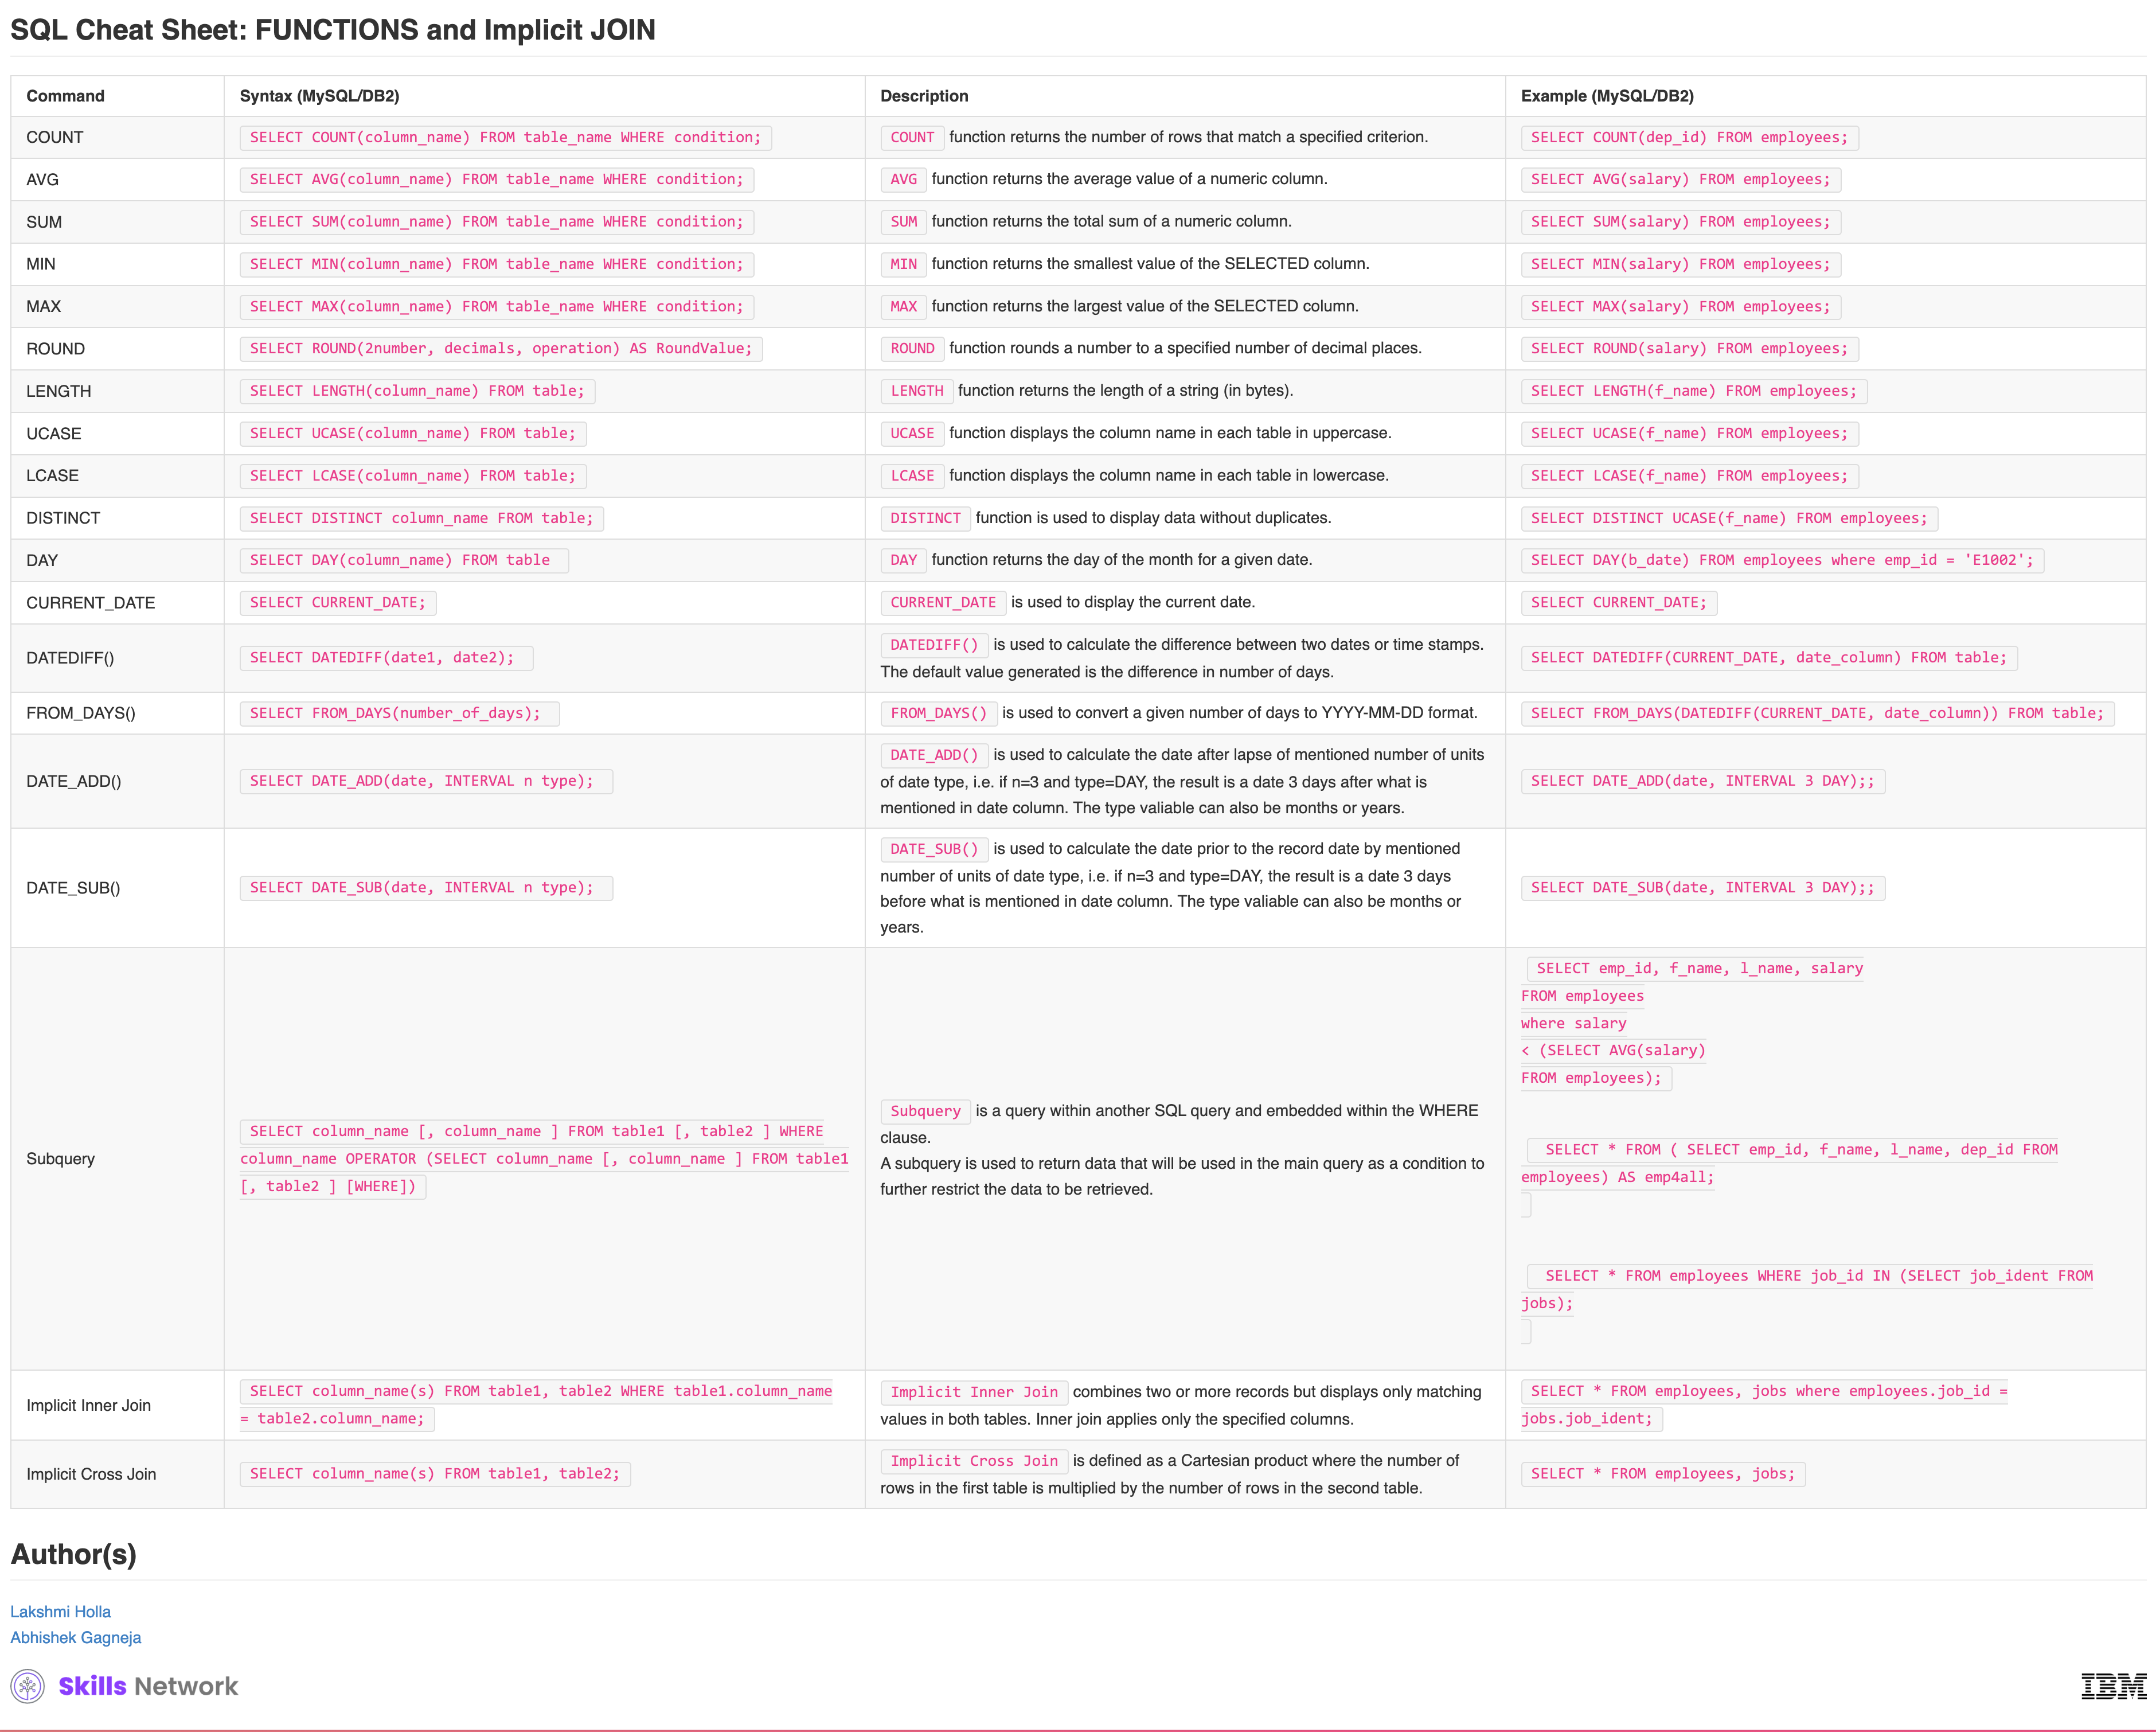 SQL Cheat Sheet: FUNCTIONS and Implicit JOIN
Command Syntax (MySQL/DB2) Description Example (MySQL/DB2)
COUNT SELECT COUNT(column_name) FROM table_name WHERE condition; COUNT function returns the number of rows that match a specified criterion. SELECT COUNT(dep_id) FROM employees;
AVG SELECT AVG(column_name) FROM table_name WHERE condition; AVG function returns the average value of a numeric column. SELECT AVG(salary) FROM employees;
SUM SELECT SUM(column_name) FROM table_name WHERE condition; SUM function returns the total sum of a numeric column. SELECT SUM(salary) FROM employees;
MIN SELECT MIN(column_name) FROM table_name WHERE condition; MIN function returns the smallest value of the SELECTED column. SELECT MIN(salary) FROM employees;
MAX SELECT MAX(column_name) FROM table_name WHERE condition; MAX function returns the largest value of the SELECTED column. SELECT MAX(salary) FROM employees;
ROUND SELECT ROUND(2number, decimals, operation) AS RoundValue; ROUND function rounds a number to a specified number of decimal places. SELECT ROUND(salary) FROM employees;
LENGTH SELECT LENGTH(column_name) FROM table; LENGTH function returns the length of a string (in bytes). SELECT LENGTH(f_name) FROM employees;
UCASE SELECT UCASE(column_name) FROM table; UCASE function displays the column name in each table in uppercase. SELECT UCASE(f_name) FROM employees;
LCASE SELECT LCASE(column_name) FROM table; LCASE function displays the column name in each table in lowercase. SELECT LCASE(f_name) FROM employees;
DISTINCT SELECT DISTINCT column_name FROM table; DISTINCT function is used to display data without duplicates. SELECT DISTINCT UCASE(f_name) FROM employees;
DAY SELECT DAY(column_name) FROM table DAY function returns the day of the month for a given date. SELECT DAY(b_date) FROM employees where emp_id = 'E1002';
CURRENT_DATE SELECT CURRENT_DATE; CURRENT_DATE is used to display the current date. SELECT CURRENT_DATE;
DATEDIFF() SELECT DATEDIFF(date1, date2);
DATEDIFF() is used to calculate the difference between two dates or time stamps.
The default value generated is the difference in number of days.
SELECT DATEDIFF(CURRENT_DATE, date_column) FROM table;
FROM_DAYS() SELECT FROM_DAYS(number_of_days); FROM_DAYS() is used to convert a given number of days to YYYY-MM-DD format. SELECT FROM_DAYS(DATEDIFF(CURRENT_DATE, date_column)) FROM table;
DATE_ADD() SELECT DATE_ADD(date, INTERVAL n type);
DATE_ADD() is used to calculate the date after lapse of mentioned number of units
of date type, i.e. if n=3 and type=DAY, the result is a date 3 days after what is
mentioned in date column. The type valiable can also be months or years.
SELECT DATE_ADD(date, INTERVAL 3 DAY);;
DATE_SUB() SELECT DATE_SUB(date, INTERVAL n type);
DATE_SUB() is used to calculate the date prior to the record date by mentioned
number of units of date type, i.e. if n=3 and type=DAY, the result is a date 3 days
before what is mentioned in date column. The type valiable can also be months or
years.
SELECT DATE_SUB(date, INTERVAL 3 DAY);;
Subquery
SELECT column_name [, column_name ] FROM table1 [, table2 ] WHERE
column_name OPERATOR (SELECT column_name [, column_name ] FROM table1
[, table2 ] [WHERE])
Subquery is a query within another SQL query and embedded within the WHERE
clause.
A subquery is used to return data that will be used in the main query as a condition to
further restrict the data to be retrieved.
SELECT emp_id, f_name, l_name, salary
FROM employees
where salary
< (SELECT AVG(salary)
FROM employees);
SELECT * FROM ( SELECT emp_id, f_name, l_name, dep_id FROM
employees) AS emp4all;
SELECT * FROM employees WHERE job_id IN (SELECT job_ident FROM
jobs);
Implicit Inner Join
SELECT column_name(s) FROM table1, table2 WHERE table1.column_name
= table2.column_name;
Implicit Inner Join combines two or more records but displays only matching
values in both tables. Inner join applies only the specified columns.
SELECT * FROM employees, jobs where employees.job_id =
jobs.job_ident;
Implicit Cross Join SELECT column_name(s) FROM table1, table2;
Implicit Cross Join is defined as a Cartesian product where the number of
rows in the first table is multiplied by the number of rows in the second table.
SELECT * FROM employees, jobs;
Author(s)
Lakshmi Holla
Abhishek Gagneja
Skills Network
IBM